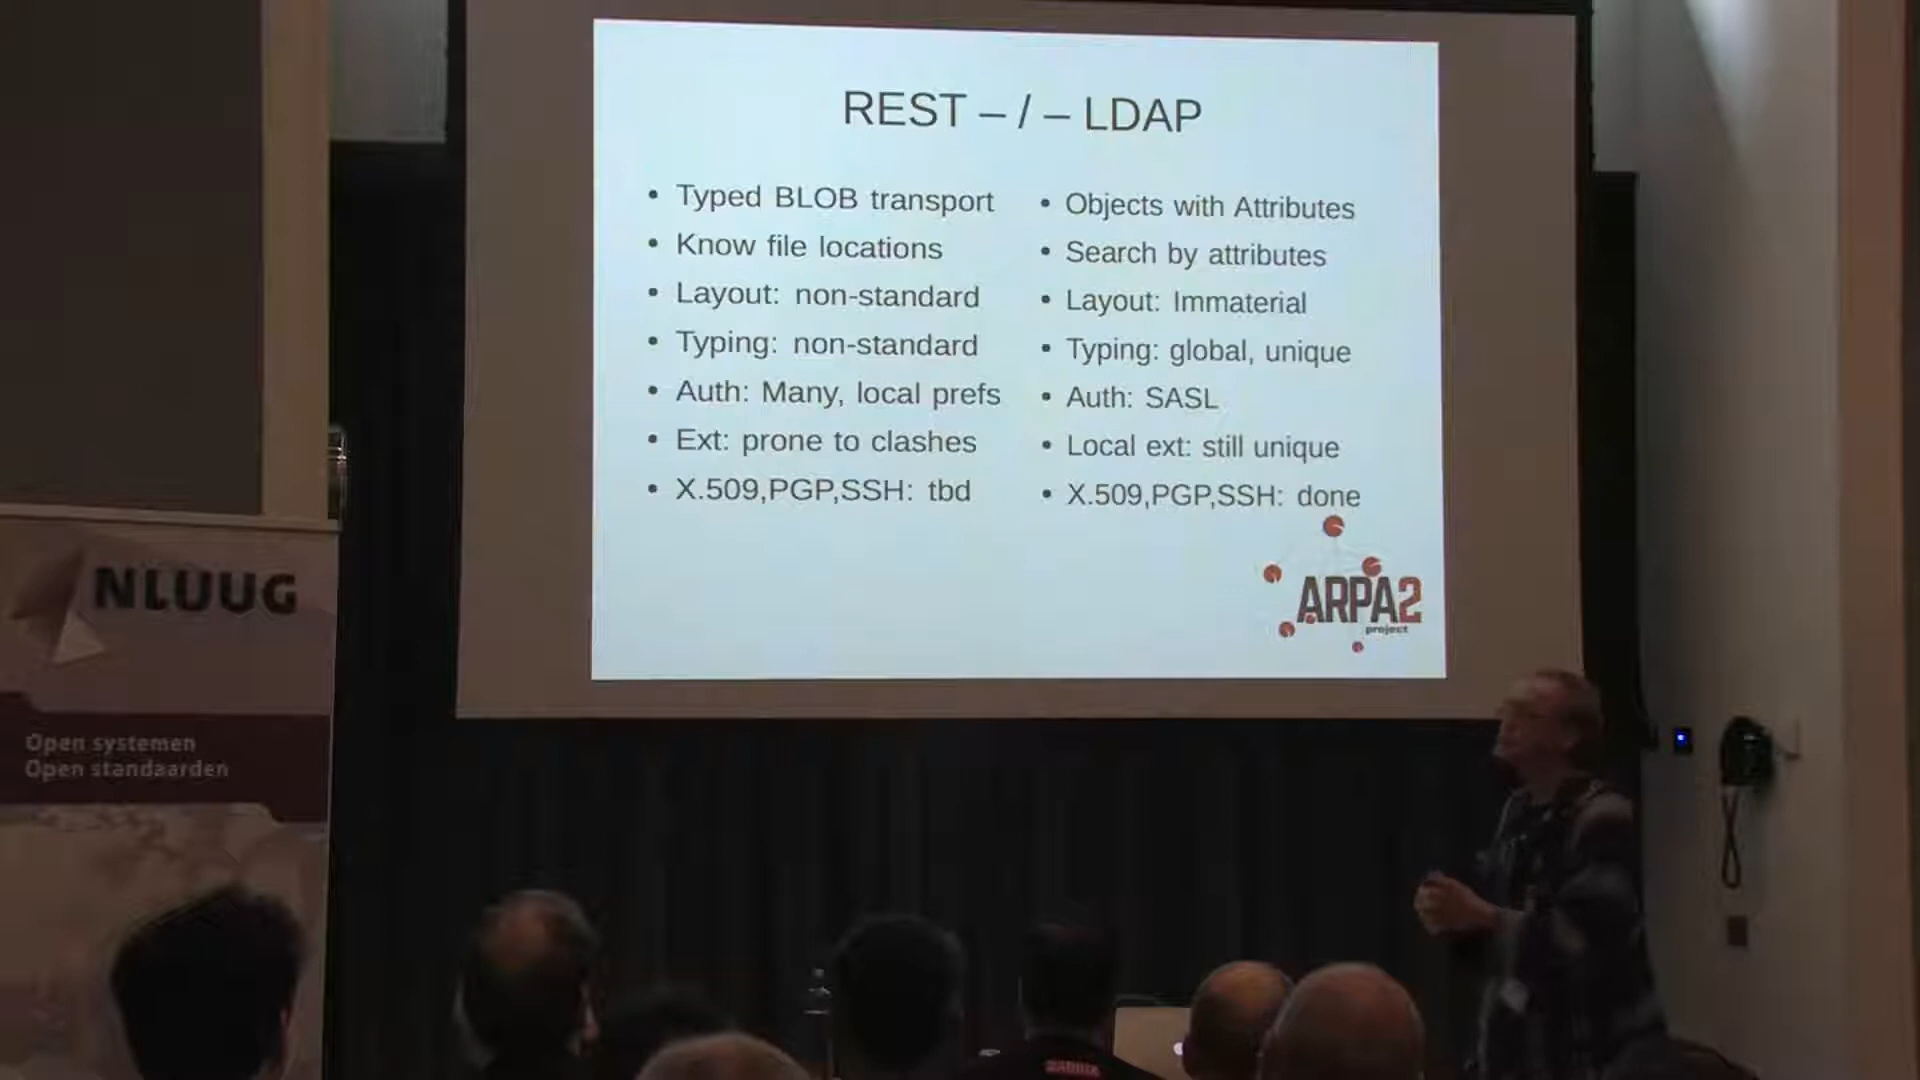 REST – / – LDAP
• Typed BLOB transport
• Know file locations
• Layout: non-standard
• Typing: non-standard
• Auth: Many, local prefs
• Ext: prone to clashes
• X.509,PGP,SSH: tbd
• Objects with Attributes
• Search by attributes
• Layout: Immaterial
• Typing: global, unique
• Auth: SASL
• Local ext: still unique
• X.509,PGP,SSH: done
ARPA2
project
NLUUG
Open systemen
Open standaarden